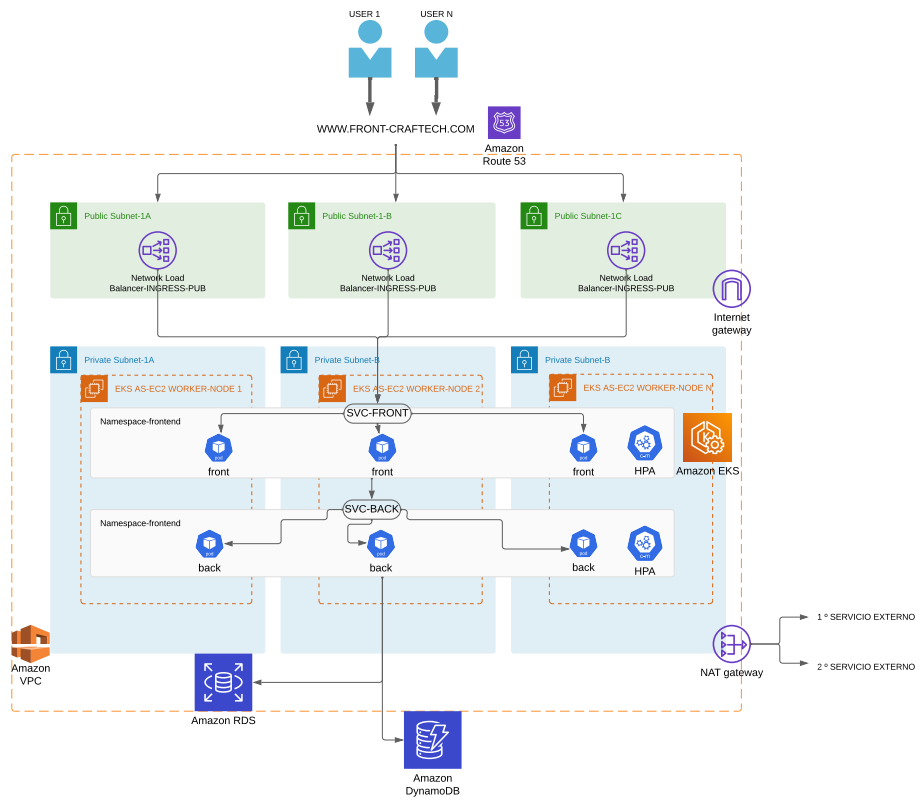 USER 1
USER N
WWW.FRONT-CRAFTECH.COM
53
Amazon
Route 53
Public Subnet-1A
Public Subnet-1-B
Public Subnet-1C
Network Load
Balancer-INGRESS-PUB
Network Load
Balancer-INGRESS-PUB
Network Load
Balancer-INGRESS-PUB
Internet
gateway
Private Subnet-1A
Private Subnet-B
Private Subnet-B
EKS AS-EC2 WORKER-NODE 1
EKS AS-EC2 WORKER-NODE 2
EKS AS-EC2 WORKER-NODE N
SVC-FRONT
Namespace-frontend
pod
front
pod
front
pod
front
c-m
HPA
K
Amazon EKS
SVC-BACK
Namespace-frontend
pod
back
pod
back
pod
back
c-m
HPA
Amazon
VPC
NAT gateway
1 º SERVICIO EXTERNO
2 º SERVICIO EXTERNO
Amazon RDS
Amazon
DynamoDB